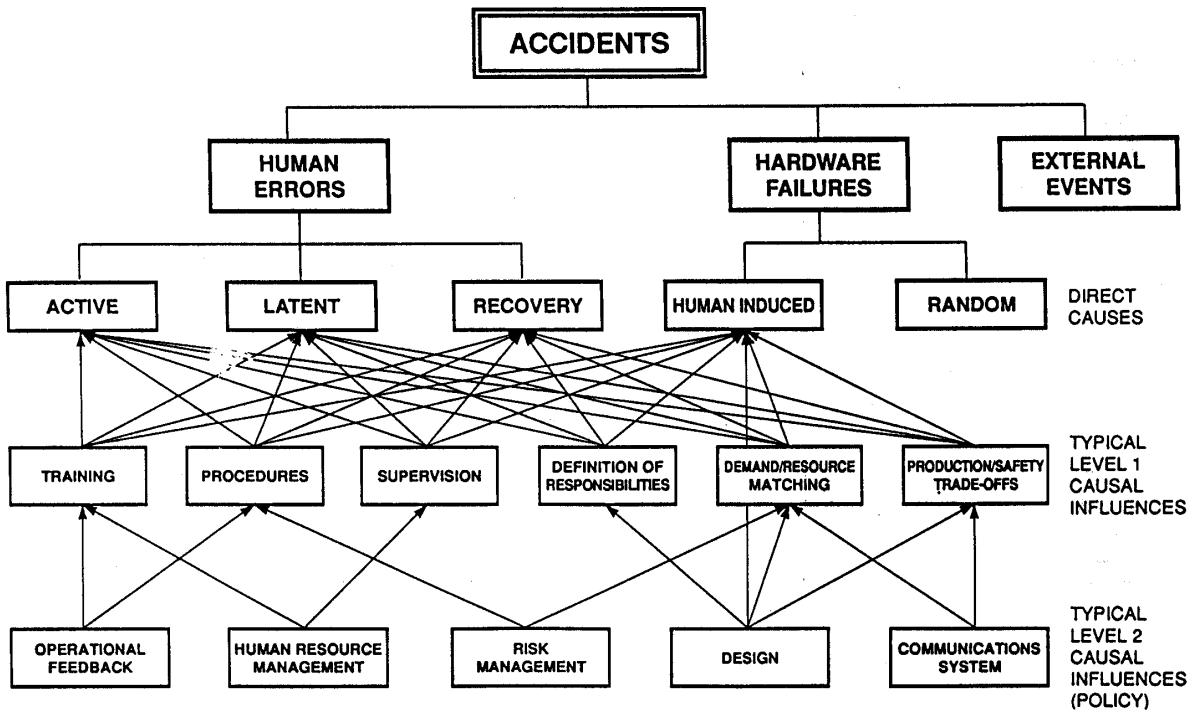 ACCIDENTS
HUMAN
ERRORS
HARDWARE
FAILURES
EXTERNAL
EVENTS
ACTIVE
LATENT
RECOVERY
HUMAN INDUCED
RANDOM
DIRECT
CAUSES
TRAINING
PROCEDURES
SUPERVISION
DEFINITION OF
RESPONSIBILITIES
DEMAND/RESOURCE
MATCHING
PRODUCTION/SAFETY
TRADE-OFFS
TYPICAL
LEVEL 1
CAUSAL
INFLUENCES
OPERATIONAL
FEEDBACK
HUMAN RESOURCE
MANAGEMENT
RISK
MANAGEMENT
DESIGN
COMMUNICATIONS
SYSTEM
TYPICAL
LEVEL 2
CAUSAL
INFLUENCES
(POLICY)